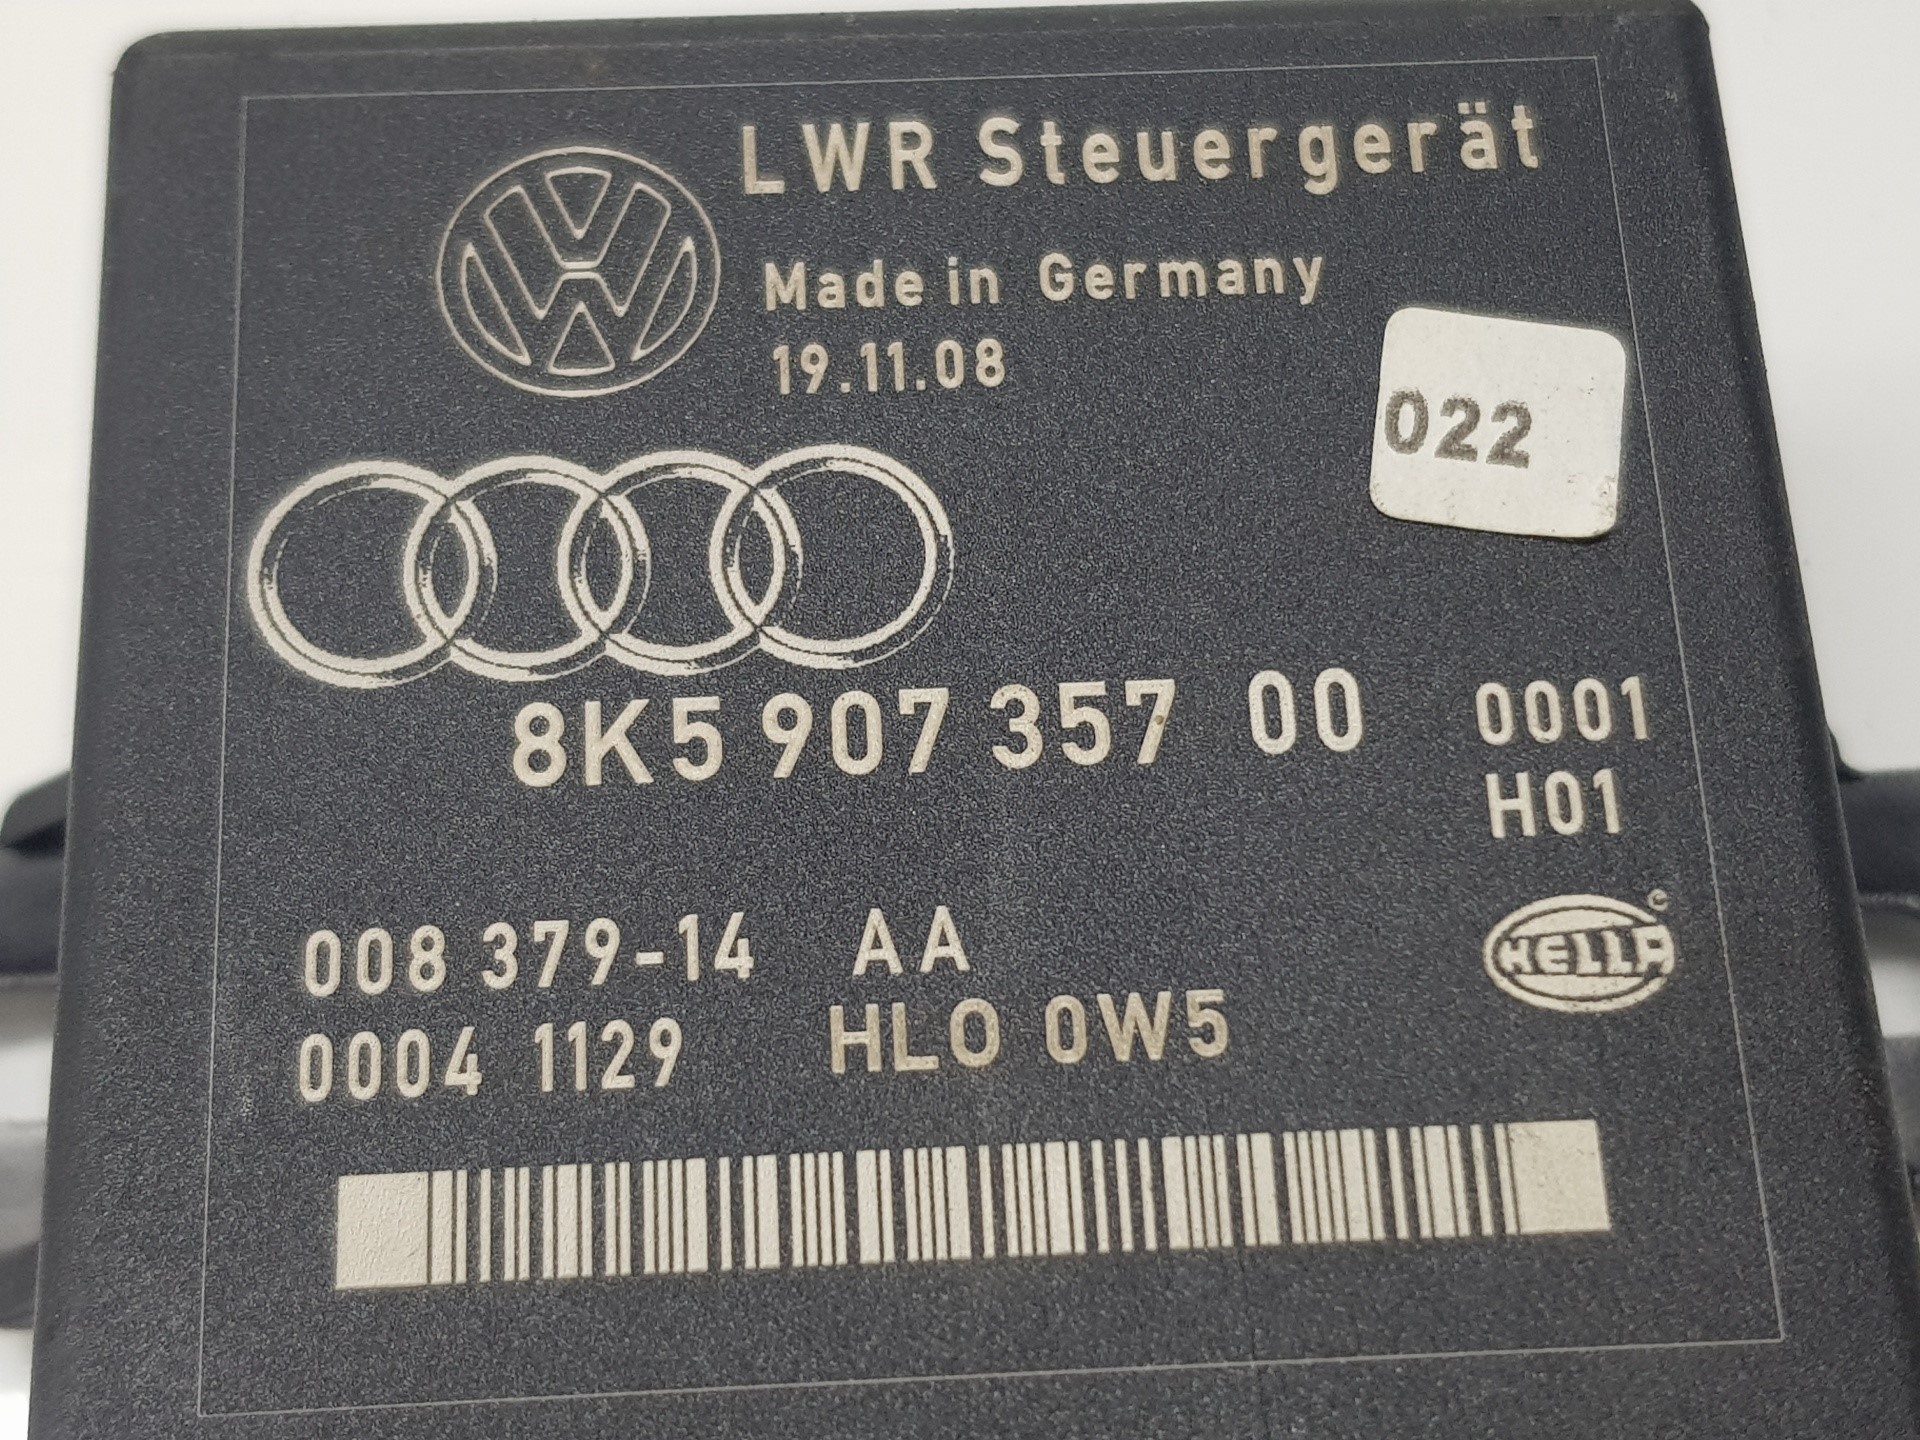 LWR Steuergerät
Made in Germany
19.11.08
022
8K5 907 357 00 0001
H01
008 379-14 AA
HELLA
0004 1129 HLO 0W5